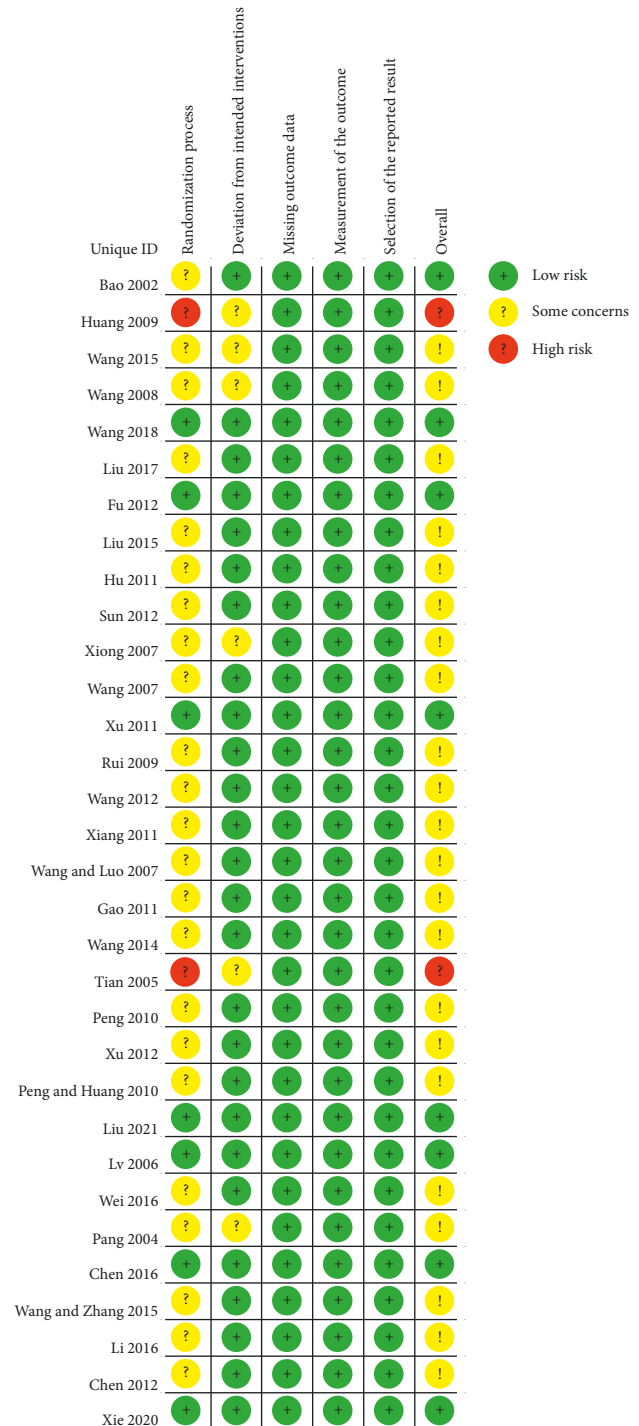 Unique ID
Randomization process
Deviation from intended interventions
Missing outcome data
Measurement of the outcome
Selection of the reported result
Overall
Bao 2002 ? + + + + +
Huang 2009 ? ? + + + ?
Wang 2015 ? ? + + + !
Wang 2008 ? ? + + + !
Wang 2018 + + + + + +
Liu 2017 ? + + + + !
Fu 2012 + + + + + +
Liu 2015 ? + + + + !
Hu 2011 ? + + + + !
Sun 2012 ? + + + + !
Xiong 2007 ? ? + + + !
Wang 2007 ? + + + + !
Xu 2011 + + + + + +
Rui 2009 ? + + + + !
Wang 2012 ? + + + + !
Xiang 2011 ? + + + + !
Wang and Luo 2007 ? + + + + !
Gao 2011 ? + + + + !
Wang 2014 ? + + + + !
Tian 2005 ? ? + + + ?
Peng 2010 ? + + + + !
Xu 2012 ? + + + + !
Peng and Huang 2010 ? + + + + !
Liu 2021 + + + + + +
Lv 2006 + + + + + +
Wei 2016 ? + + + + !
Pang 2004 ? ? + + + !
Chen 2016 + + + + + +
Wang and Zhang 2015 ? + + + + !
Li 2016 ? + + + + !
Chen 2012 ? + + + + !
Xie 2020 + + + + + +
+ Low risk
? Some concerns
? High risk